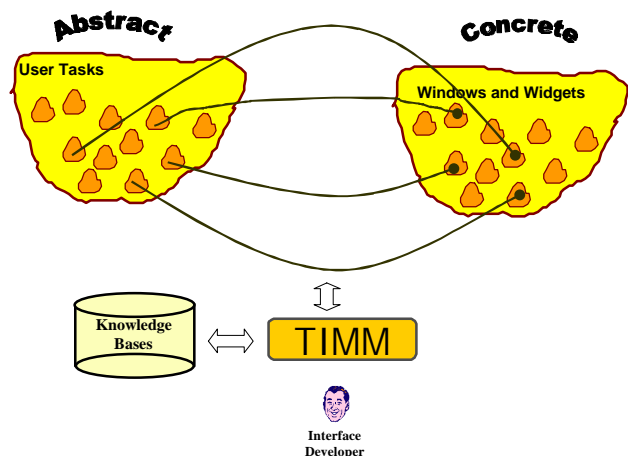 Abstract
Concrete
User Tasks
Windows and Widgets
Knowledge
Bases
TIMM
Interface
Developer